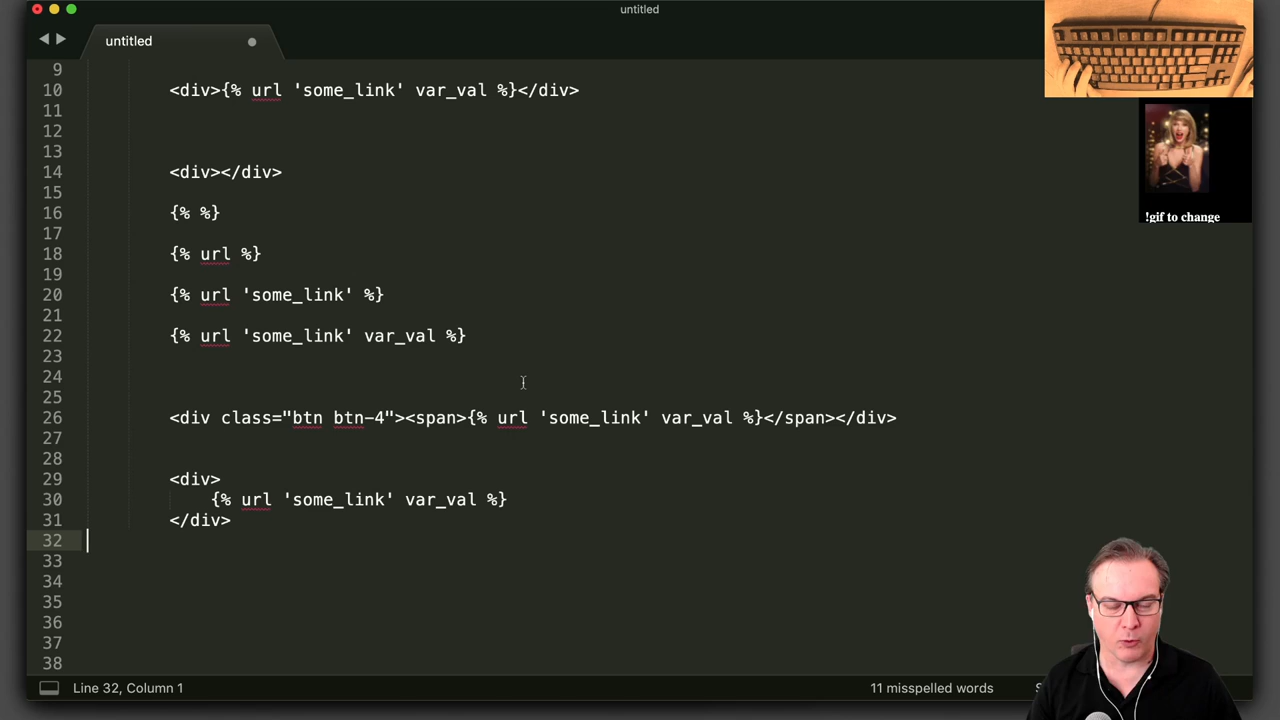 untitled
untitled
9
10 <div>{% url 'some_link' var_val %}</div>
11
12
13
14 <div></div>
15
16 {% %}
17
18 {% url %}
19
20 {% url 'some_link' %}
21
22 {% url 'some_link' var_val %}
23
24
25
26 <div class="btn btn-4"><span>{% url 'some_link' var_val %}</span></div>
27
28
29 <div>
30 {% url 'some_link' var_val %}
31 </div>
32
33
34
35
36
37
38
!gif to change
Line 32, Column 1
11 misspelled words